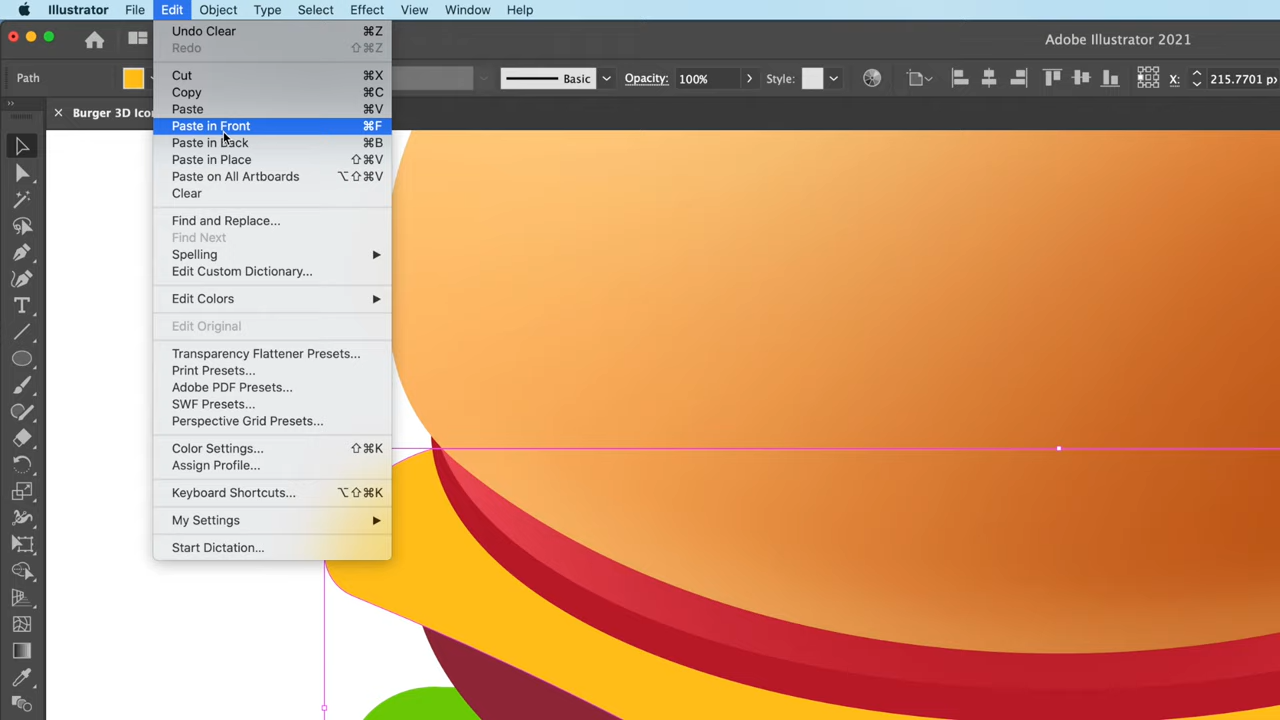 Illustrator File Edit Object Type Select Effect View Window Help
Adobe Illustrator 2021
Path
Basic Opacity: 100% Style: X: 215.7701 px
Burger 3D Ico
Undo Clear ⌘Z
Redo ⇧⌘Z
Cut ⌘X
Copy ⌘C
Paste ⌘V
Paste in Front ⌘F
Paste in Back ⌘B
Paste in Place ⇧⌘V
Paste on All Artboards ⌥⇧⌘V
Clear
Find and Replace...
Find Next
Spelling
Edit Custom Dictionary...
Edit Colors
Edit Original
Transparency Flattener Presets...
Print Presets...
Adobe PDF Presets...
SWF Presets...
Perspective Grid Presets...
Color Settings... ⇧⌘K
Assign Profile...
Keyboard Shortcuts... ⌥⇧⌘K
My Settings
Start Dictation...